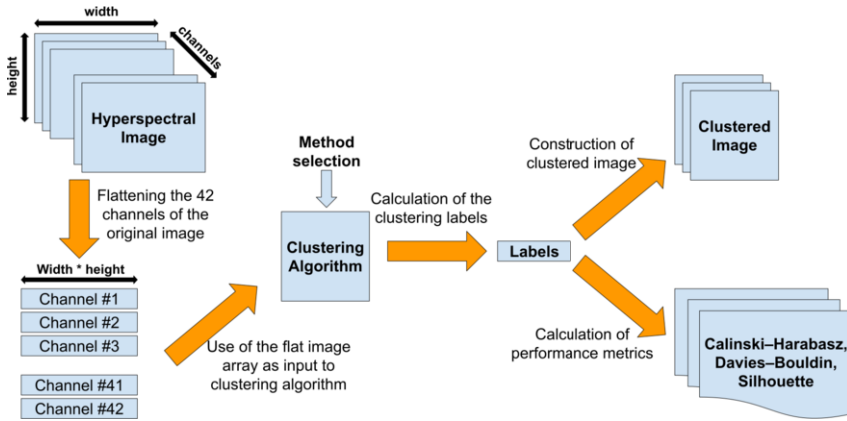 width
height
channels
Hyperspectral
Image
Flattening the 42
channels of the
original image
Width * height
Channel #1
Channel #2
Channel #3
Channel #41
Channel #42
Use of the flat image
array as input to
clustering algorithm
Method
selection
Clustering
Algorithm
Calculation of the
clustering labels
Labels
Construction of
clustered image
Clustered
Image
Calculation of
performance metrics
Calinski–Harabasz,
Davies–Bouldin,
Silhouette